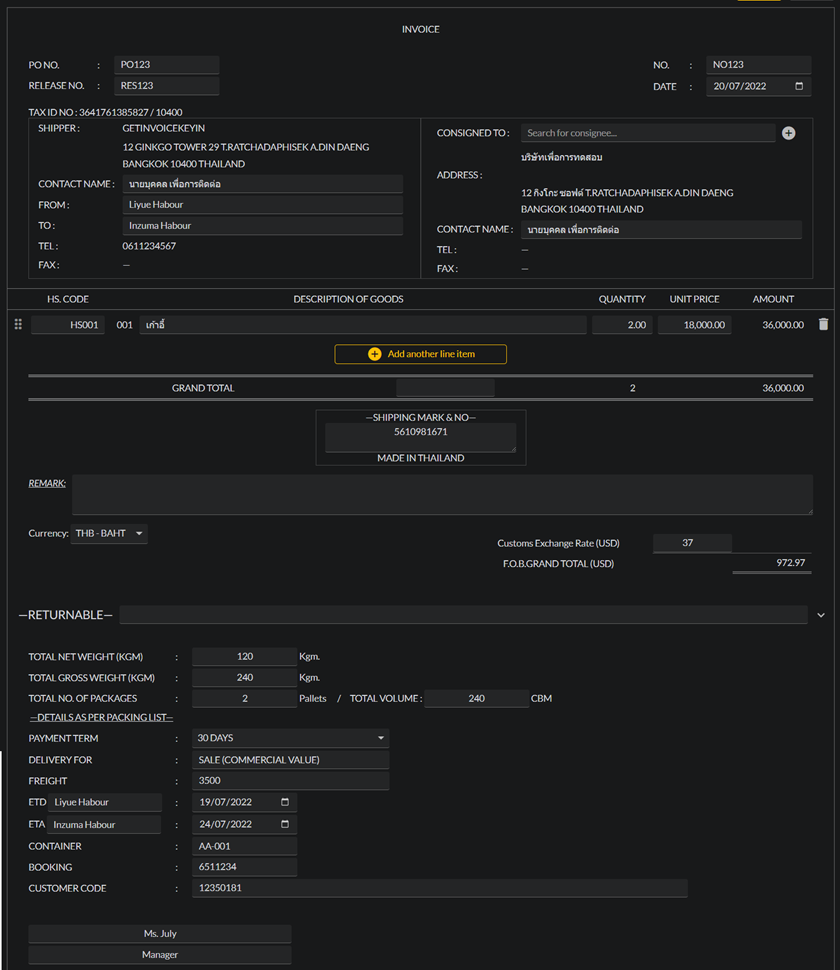 INVOICE
PO NO. : PO123
NO. : NO123
RELEASE NO. : RES123
DATE : 20/07/2022
TAX ID NO : 3641761385827 / 10400
SHIPPER : GETINVOICEKEYIN
12 GINKGO TOWER 29 T.RATCHADAPHISEK A.DIN DAENG
BANGKOK 10400 THAILAND
CONTACT NAME : นายบุคคล เพื่อการติดต่อ
FROM : Liyue Habour
TO : Inzuma Habour
TEL : 0611234567
FAX : —
CONSIGNED TO : Search for consignee...
บริษัทเพื่อการทดสอบ
ADDRESS :
12 กิงโกะ ซอฟต์ T.RATCHADAPHISEK A.DIN DAENG
BANGKOK 10400 THAILAND
CONTACT NAME : นายบุคคล เพื่อการติดต่อ
TEL : —
FAX : —
HS. CODE DESCRIPTION OF GOODS QUANTITY UNIT PRICE AMOUNT
HS001 001 เก้าอี้ 2.00 18,000.00 36,000.00
Add another line item
GRAND TOTAL 2 36,000.00
—SHIPPING MARK & NO—
5610981671
MADE IN THAILAND
REMARK:
Currency: THB - BAHT
Customs Exchange Rate (USD) 37
F.O.B.GRAND TOTAL (USD) 972.97
—RETURNABLE—
TOTAL NET WEIGHT (KGM) : 120 Kgm.
TOTAL GROSS WEIGHT (KGM) : 240 Kgm.
TOTAL NO. OF PACKAGES : 2 Pallets / TOTAL VOLUME : 240 CBM
—DETAILS AS PER PACKING LIST—
PAYMENT TERM : 30 DAYS
DELIVERY FOR : SALE (COMMERCIAL VALUE)
FREIGHT : 3500
ETD Liyue Habour : 19/07/2022
ETA Inzuma Habour : 24/07/2022
CONTAINER : AA-001
BOOKING : 6511234
CUSTOMER CODE : 12350181
Ms. July
Manager